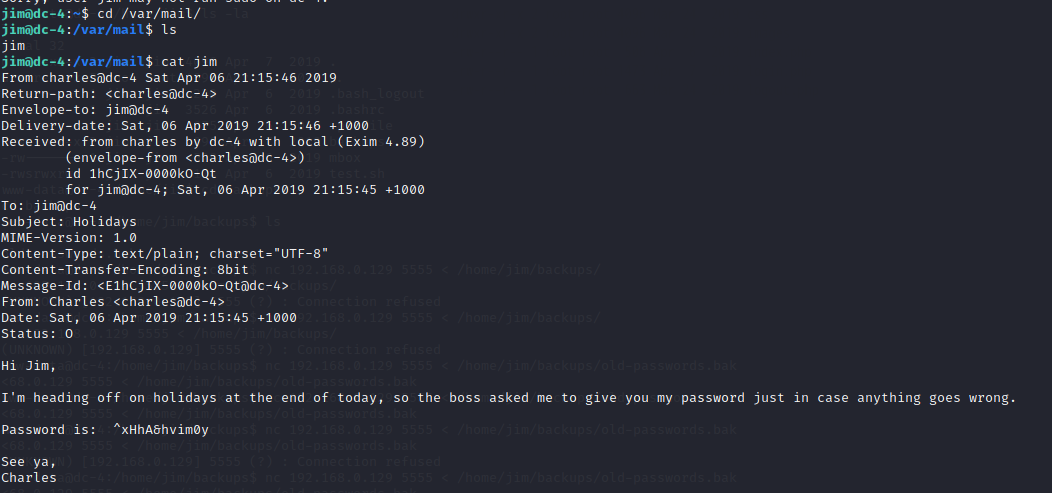 Sorry, user jim may not run sudo on dc-4.
jim@dc-4:~$ cd /var/mail/
jim@dc-4:/var/mail$ ls
jim
jim@dc-4:/var/mail$ cat jim
From charles@dc-4 Sat Apr 06 21:15:46 2019
Return-path: <charles@dc-4>
Envelope-to: jim@dc-4
Delivery-date: Sat, 06 Apr 2019 21:15:46 +1000
Received: from charles by dc-4 with local (Exim 4.89)
(envelope-from <charles@dc-4>)
id 1hCjIX-0000kO-Qt
for jim@dc-4; Sat, 06 Apr 2019 21:15:45 +1000
To: jim@dc-4
Subject: Holidays
MIME-Version: 1.0
Content-Type: text/plain; charset="UTF-8"
Content-Transfer-Encoding: 8bit
Message-Id: <E1hCjIX-0000kO-Qt@dc-4>
From: Charles <charles@dc-4>
Date: Sat, 06 Apr 2019 21:15:45 +1000
Status: O
Hi Jim,
I'm heading off on holidays at the end of today, so the boss asked me to give you my password just in case anything goes wrong.
Password is:  ^xHhA&hvim0y
See ya,
Charles